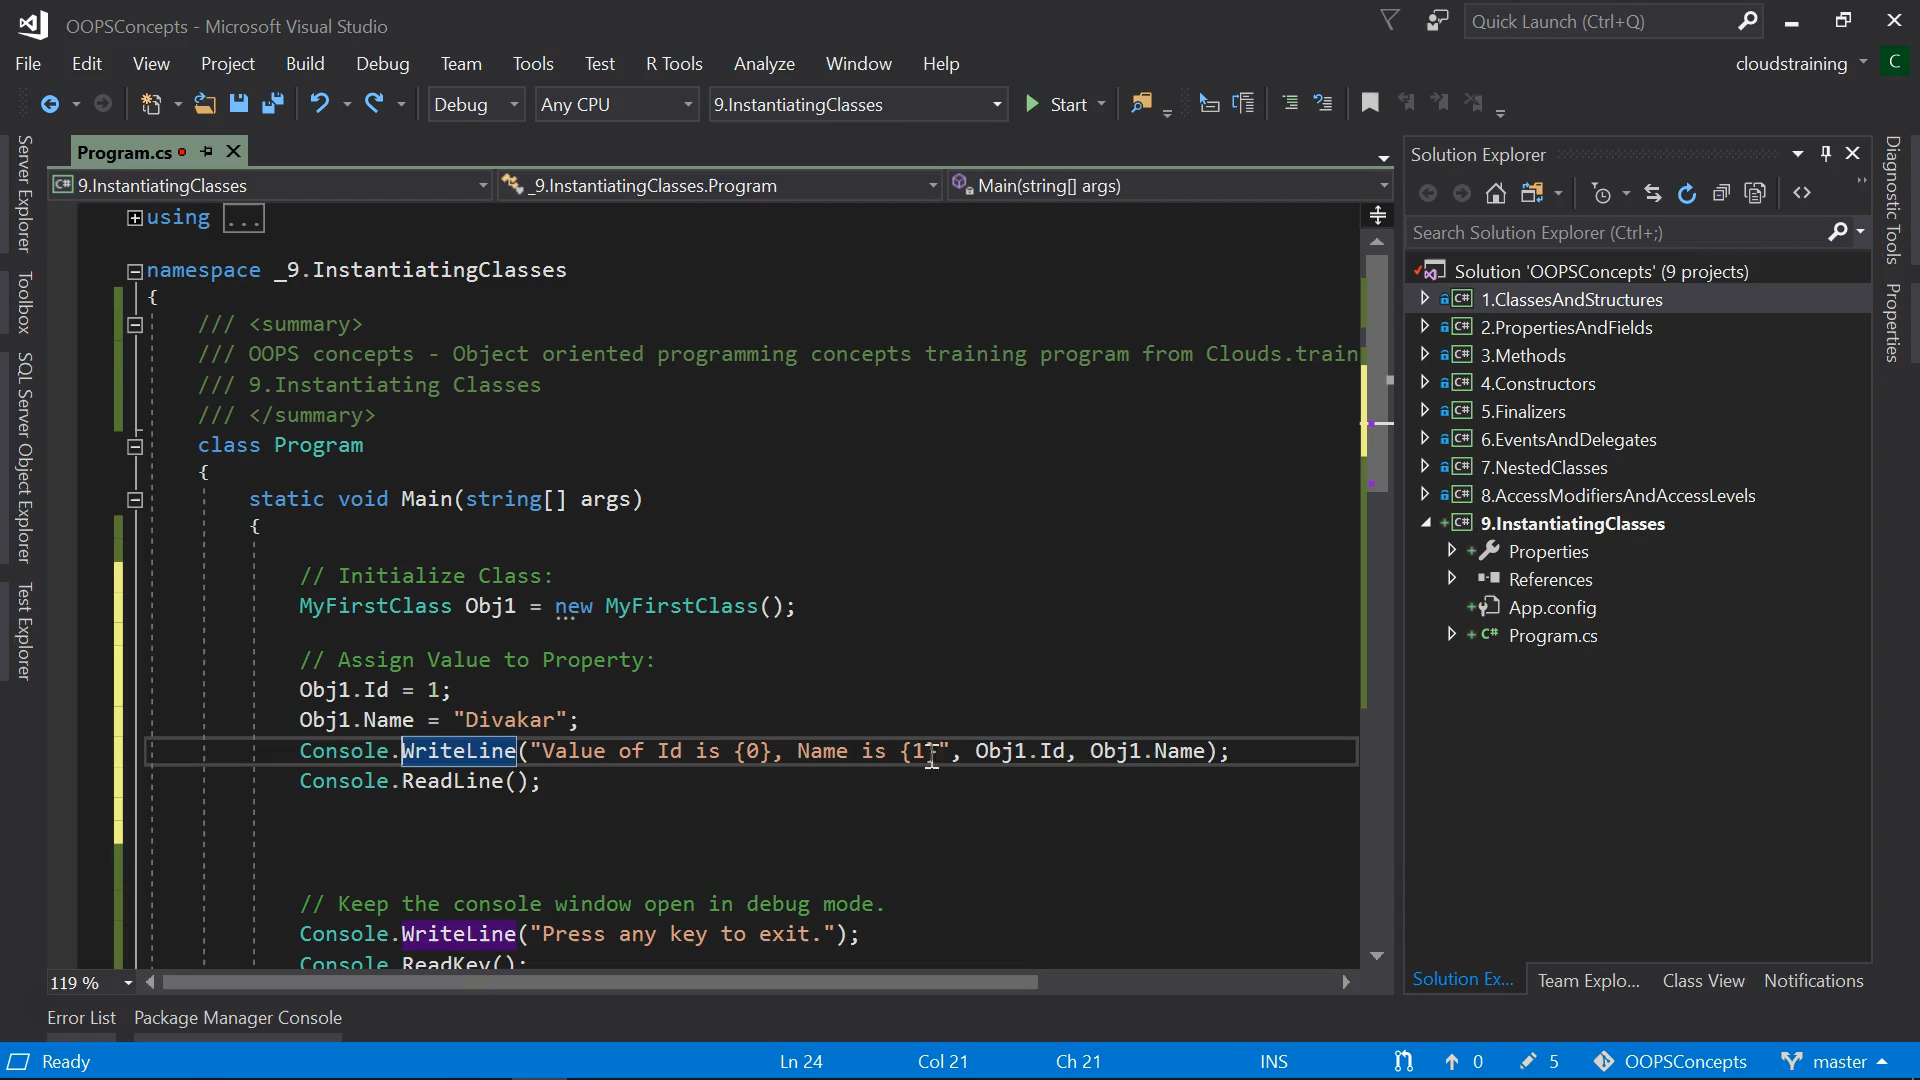 OOPSConcepts - Microsoft Visual Studio
Quick Launch (Ctrl+Q)
File Edit View Project Build Debug Team Tools Test R Tools Analyze Window Help
cloudstraining C
Debug Any CPU 9.InstantiatingClasses Start
Server Explorer
Toolbox
SQL Server Object Explorer
Test Explorer
Program.cs
9.InstantiatingClasses _9.InstantiatingClasses.Program Main(string[] args)
using ...
namespace _9.InstantiatingClasses
{
/// <summary>
/// OOPS concepts - Object oriented programming concepts training program from Clouds.train
/// 9.Instantiating Classes
/// </summary>
class Program
{
static void Main(string[] args)
{
// Initialize Class:
MyFirstClass Obj1 = new MyFirstClass();
// Assign Value to Property:
Obj1.Id = 1;
Obj1.Name = "Divakar";
Console.WriteLine("Value of Id is {0}, Name is {1}", Obj1.Id, Obj1.Name);
Console.ReadLine();
// Keep the console window open in debug mode.
Console.WriteLine("Press any key to exit.");
Console.ReadKey();
119 %
Solution Explorer
Search Solution Explorer (Ctrl+;)
Solution 'OOPSConcepts' (9 projects)
C# 1.ClassesAndStructures
C# 2.PropertiesAndFields
C# 3.Methods
C# 4.Constructors
C# 5.Finalizers
C# 6.EventsAndDelegates
C# 7.NestedClasses
C# 8.AccessModifiersAndAccessLevels
C# 9.InstantiatingClasses
Properties
References
App.config
C# Program.cs
Solution Ex... Team Explo... Class View Notifications
Diagnostic Tools
Properties
Error List Package Manager Console
Ready Ln 24 Col 21 Ch 21 INS 0 5 OOPSConcepts master